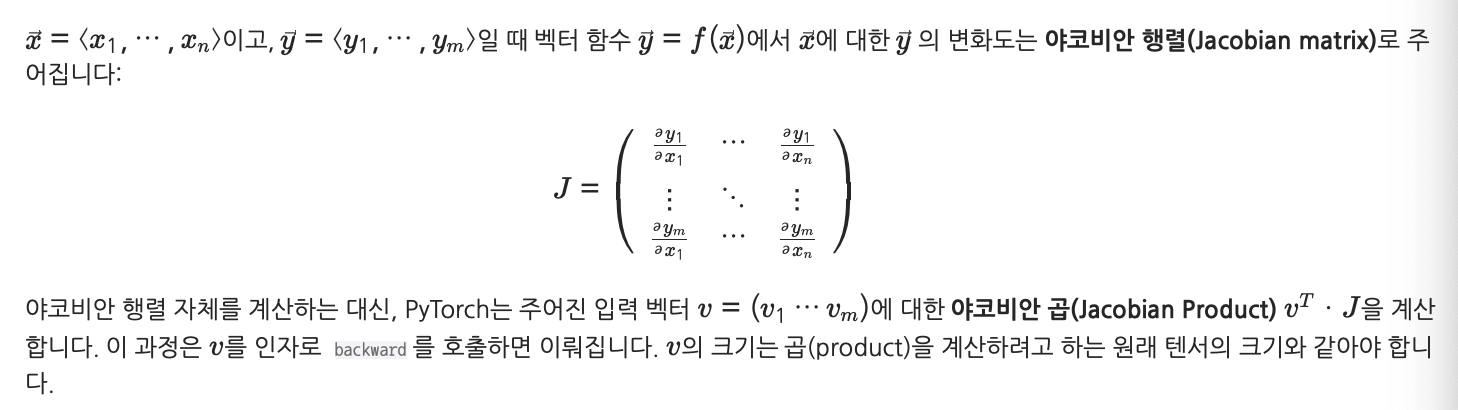 $\vec{x} = \langle x_1, \cdots, x_n \rangle$이고, $\vec{y} = \langle y_1, \cdots, y_m \rangle$일 때 벡터 함수 $\vec{y} = f(\vec{x})$에서 $\vec{x}$에 대한 $\vec{y}$ 의 변화도는 야코비안 행렬(Jacobian matrix)로 주
어집니다:
$J = \begin{pmatrix} \frac{\partial y_1}{\partial x_1} & \cdots & \frac{\partial y_1}{\partial x_n} \\ \vdots & \ddots & \vdots \\ \frac{\partial y_m}{\partial x_1} & \cdots & \frac{\partial y_m}{\partial x_n} \end{pmatrix}$
야코비안 행렬 자체를 계산하는 대신, PyTorch는 주어진 입력 벡터 $v = (v_1 \cdots v_m)$에 대한 야코비안 곱(Jacobian Product) $v^T \cdot J$을 계산
합니다. 이 과정은 $v$를 인자로 backward 를 호출하면 이뤄집니다. $v$의 크기는 곱(product)을 계산하려고 하는 원래 텐서의 크기와 같아야 합니
다.